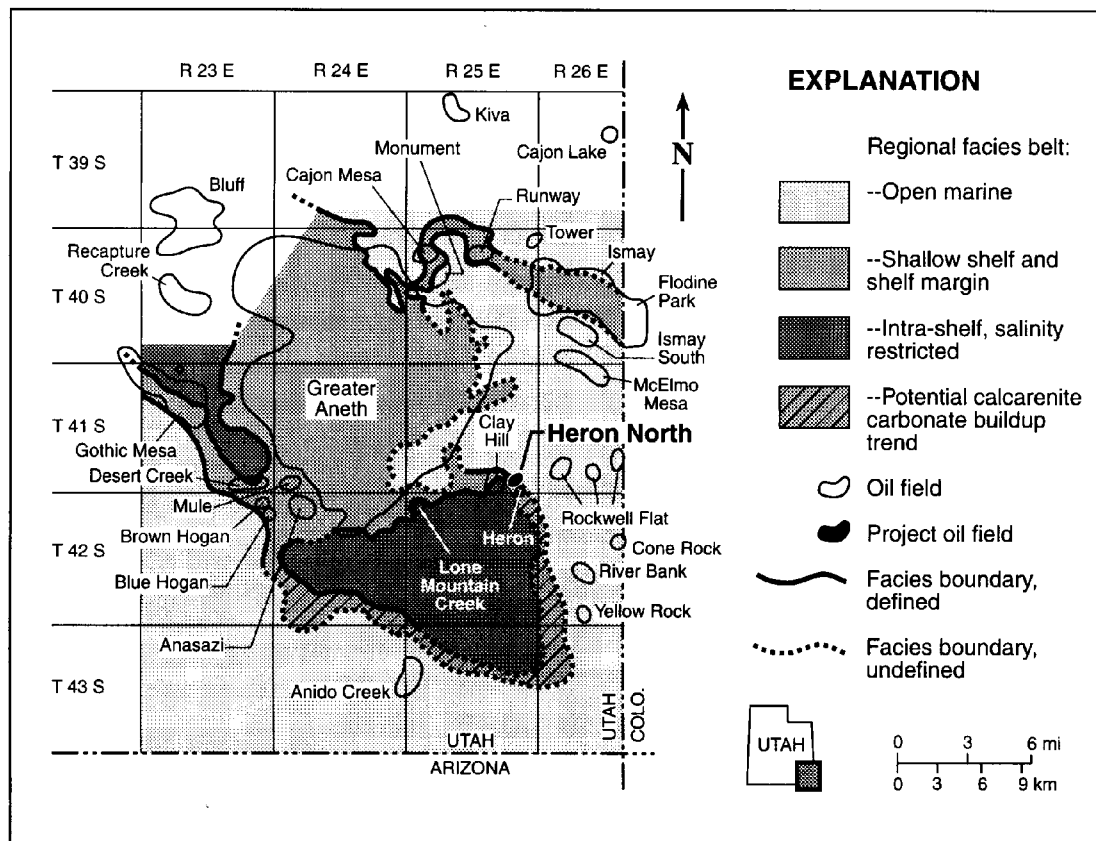 R 23 E
R 24 E
R 25 E
R 26 E
T 39 S
T 40 S
T 41 S
T 42 S
T 43 S
Kiva
Monument
Cajon Lake
Cajon Mesa
Runway
Bluff
Tower
Ismay
Recapture
Creek
Flodine
Park
Ismay
South
McElmo
Mesa
Greater
Aneth
Clay
Hill
Heron North
Gothic Mesa
Desert Creek
Mule
Brown Hogan
Blue Hogan
Rockwell Flat
Heron
Cone Rock
Lone
Mountain
Creek
River Bank
Yellow Rock
Anasazi
Anido Creek
UTAH
COLO.
UTAH
ARIZONA
N
EXPLANATION
Regional facies belt:
--Open marine
--Shallow shelf and
shelf margin
--Intra-shelf, salinity
restricted
--Potential calcarenite
carbonate buildup
trend
Oil field
Project oil field
Facies boundary,
defined
Facies boundary,
undefined
UTAH
0 3 6 mi
0 3 6 9 km